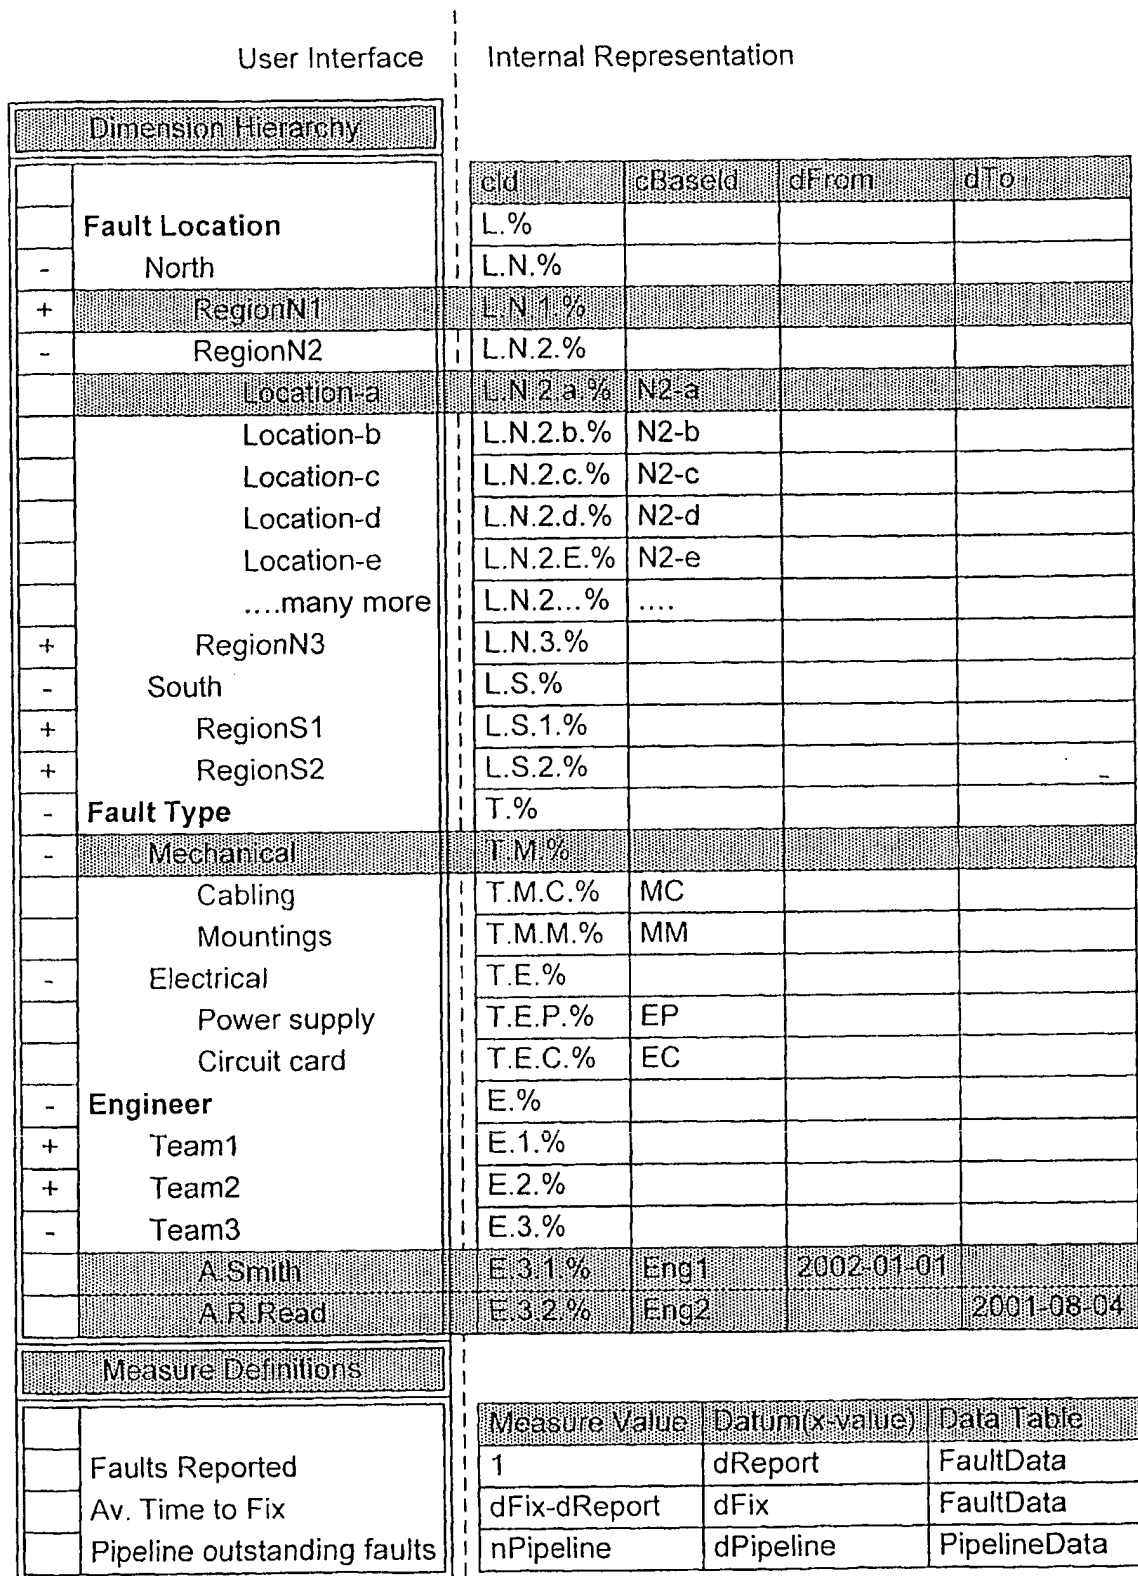 User Interface Internal Representation
Dimension Hierarchy
cId cBaseId dFrom dTo
Fault Location L.%
- North L.N.%
+ RegionN1 L.N.1.%
- RegionN2 L.N.2.%
Location-a L.N.2.a.% N2-a
Location-b L.N.2.b.% N2-b
Location-c L.N.2.c.% N2-c
Location-d L.N.2.d.% N2-d
Location-e L.N.2.E.% N2-e
....many more L.N.2...% ....
+ RegionN3 L.N.3.%
- South L.S.%
+ RegionS1 L.S.1.%
+ RegionS2 L.S.2.%
- Fault Type T.%
- Mechanical T.M.%
Cabling T.M.C.% MC
Mountings T.M.M.% MM
- Electrical T.E.%
Power supply T.E.P.% EP
Circuit card T.E.C.% EC
- Engineer E.%
+ Team1 E.1.%
+ Team2 E.2.%
- Team3 E.3.%
A.Smith E.3.1.% Eng1 2002-01-01
A.R.Read E.3.2.% Eng2 2001-08-04
Measure Definitions
Measure Value Datum(x-value) Data Table
Faults Reported 1 dReport FaultData
Av. Time to Fix dFix-dReport dFix FaultData
Pipeline outstanding faults nPipeline dPipeline PipelineData